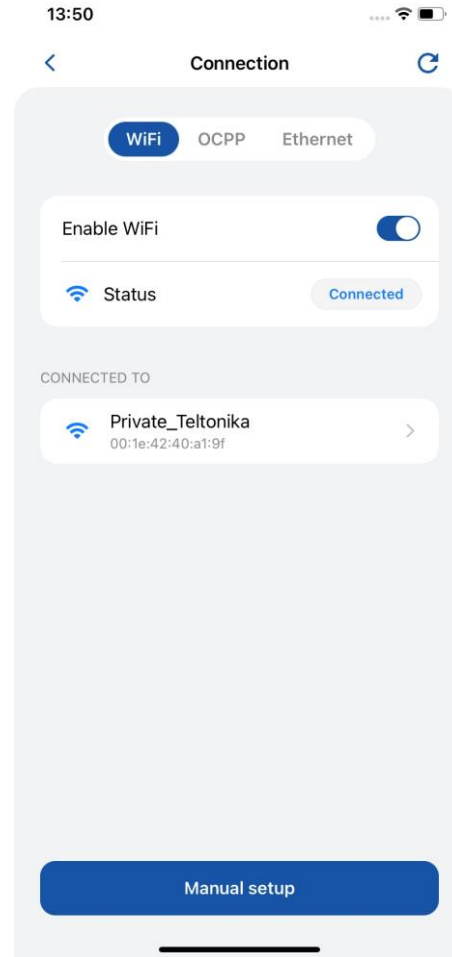 13:50
Connection
WiFi OCPP Ethernet
Enable WiFi
Status Connected
CONNECTED TO
Private_Teltonika
00:1e:42:40:a1:9f
Manual setup